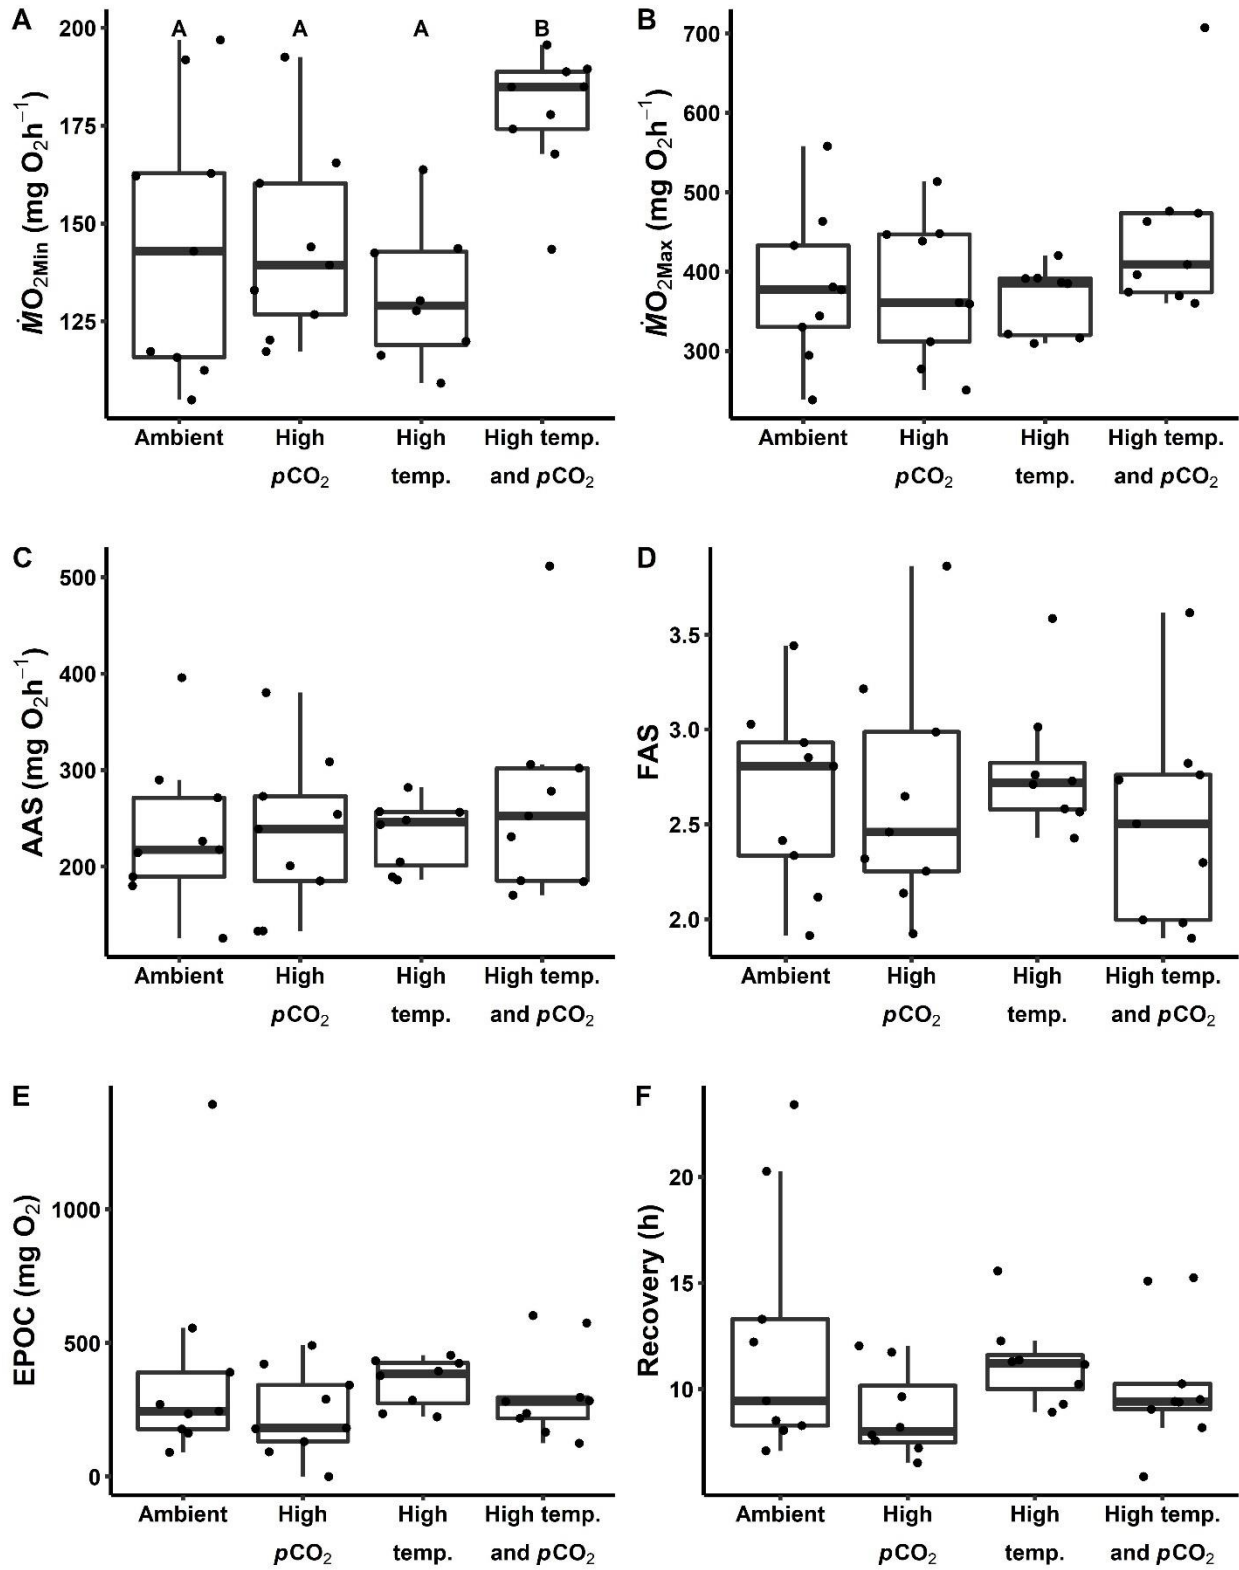 A
ṀO₂Min (mg O₂h⁻¹)
200
175
150
125
A A A B
Ambient High High High temp.
pCO₂ temp. and pCO₂
B
ṀO₂Max (mg O₂h⁻¹)
700
600
500
400
300
Ambient High High High temp.
pCO₂ temp. and pCO₂
C
AAS (mg O₂h⁻¹)
500
400
300
200
Ambient High High High temp.
pCO₂ temp. and pCO₂
D
FAS
3.5
3.0
2.5
2.0
Ambient High High High temp.
pCO₂ temp. and pCO₂
E
EPOC (mg O₂)
1000
500
0
Ambient High High High temp.
pCO₂ temp. and pCO₂
F
Recovery (h)
20
15
10
Ambient High High High temp.
pCO₂ temp. and pCO₂